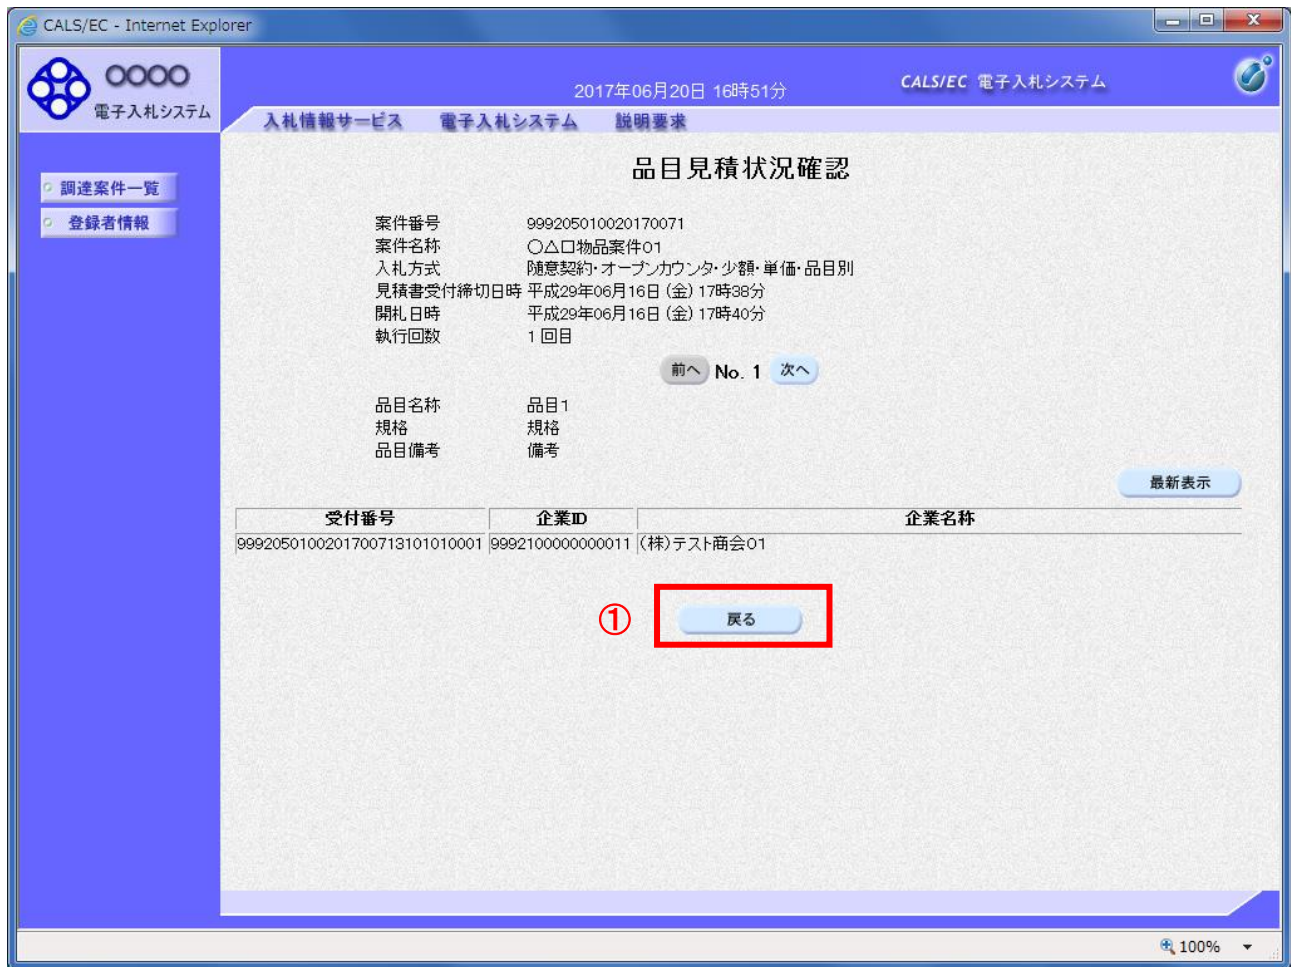 CALS/EC - Internet Explorer
○○○○
電子入札システム
2017年06月20日 16時51分
CALS/EC 電子入札システム
入札情報サービス 電子入札システム 説明要求
調達案件一覧
登録者情報
品目見積状況確認
案件番号 999205010020170071
案件名称 ○△口物品案件01
入札方式 随意契約・オープンカウンタ・少額・単価・品目別
見積書受付締切日時 平成29年06月16日(金)17時38分
開札日時 平成29年06月16日(金)17時40分
執行回数 1回目
前へ No. 1 次へ
品目名称 品目1
規格 規格
品目備考 備考
最新表示
受付番号 企業ID 企業名称
99920501002017007131010​10001 9992100000000011 (株)テスト商会01
① 戻る
100%